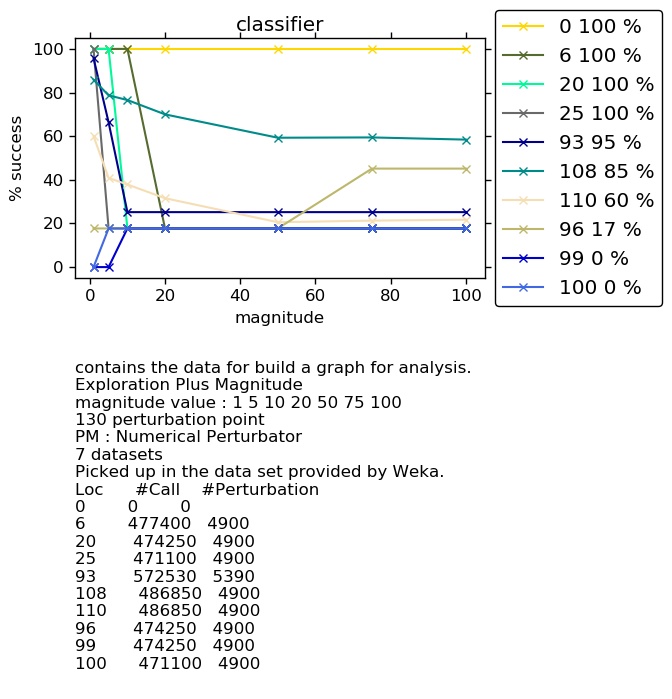 classifier
100
80
60
40
20
0
% success
0 20 40 60 80 100
magnitude
0 100 %
6 100 %
20 100 %
25 100 %
93 95 %
108 85 %
110 60 %
96 17 %
99 0 %
100 0 %
contains the data for build a graph for analysis.
Exploration Plus Magnitude
magnitude value : 1 5 10 20 50 75 100
130 perturbation point
PM : Numerical Perturbator
7 datasets
Picked up in the data set provided by Weka.
Loc #Call #Perturbation
0 0 0
6 477400 4900
20 474250 4900
25 471100 4900
93 572530 5390
108 486850 4900
110 486850 4900
96 474250 4900
99 474250 4900
100 471100 4900